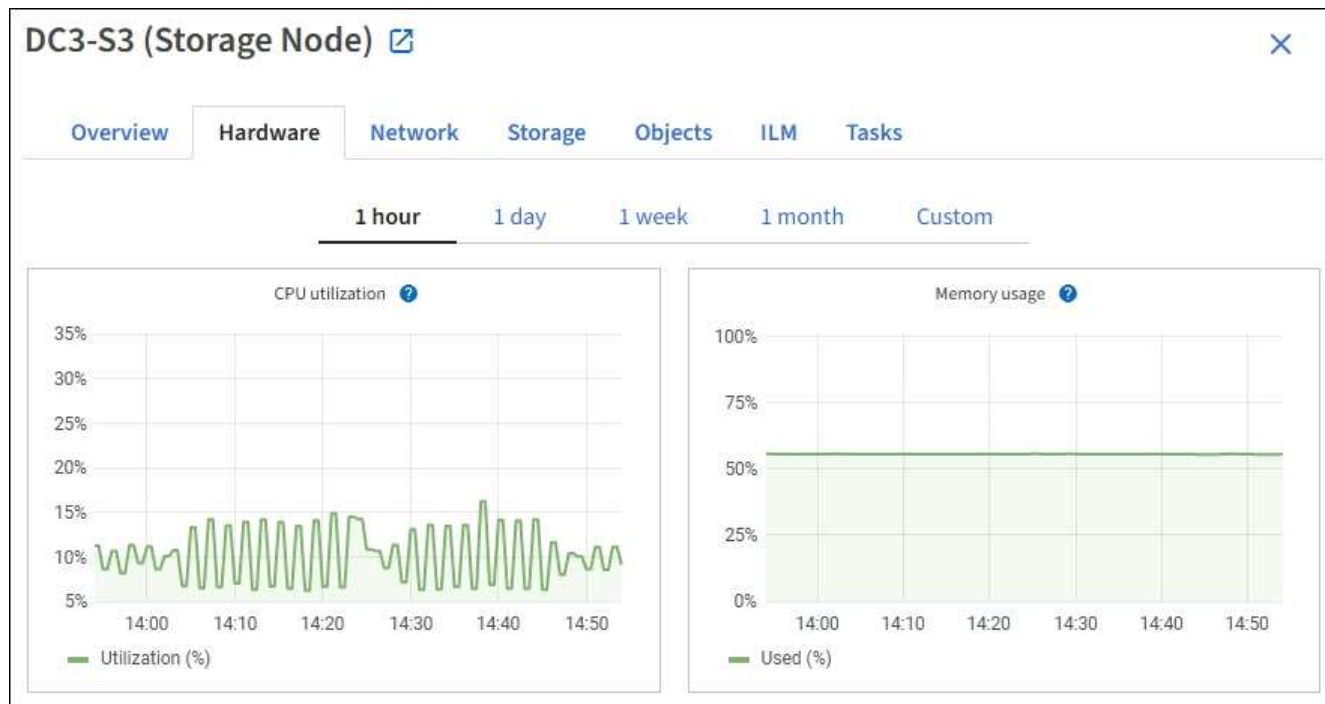 DC3-S3 (Storage Node)
Overview Hardware Network Storage Objects ILM Tasks
1 hour 1 day 1 week 1 month Custom
CPU utilization ?
35%
30%
25%
20%
15%
10%
5%
14:00 14:10 14:20 14:30 14:40 14:50
Utilization (%)
Memory usage ?
100%
75%
50%
25%
0%
14:00 14:10 14:20 14:30 14:40 14:50
Used (%)